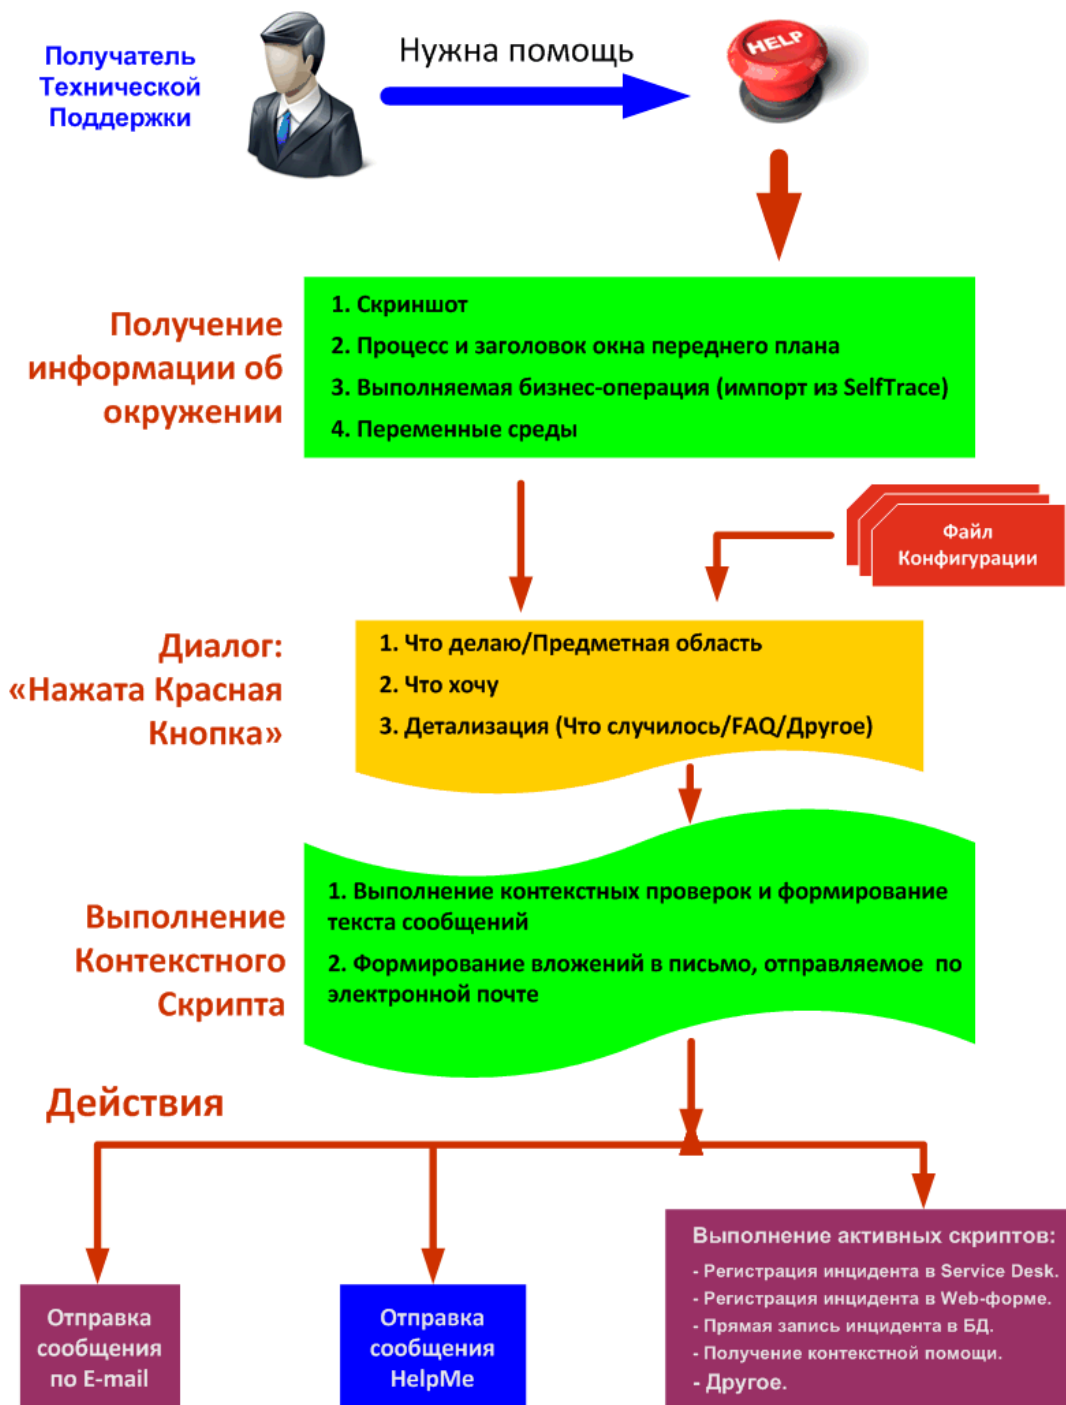 Получатель
Технической
Поддержки
Нужна помощь
HELP
Получение
информации об
окружении
1. Скриншот
2. Процесс и заголовок окна переднего плана
3. Выполняемая бизнес-операция (импорт из SelfTrace)
4. Переменные среды
Файл
Конфигурации
Диалог:
«Нажата Красная
Кнопка»
1. Что делаю/Предметная область
2. Что хочу
3. Детализация (Что случилось/FAQ/Другое)
Выполнение
Контекстного
Скрипта
1. Выполнение контекстных проверок и формирование
текста сообщений
2. Формирование вложений в письмо, отправляемое по
электронной почте
Действия
Отправка
сообщения
по E-mail
Отправка
сообщения
HelpMe
Выполнение активных скриптов:
- Регистрация инцидента в Service Desk.
- Регистрация инцидента в Web-форме.
- Прямая запись инцидента в БД.
- Получение контекстной помощи.
- Другое.